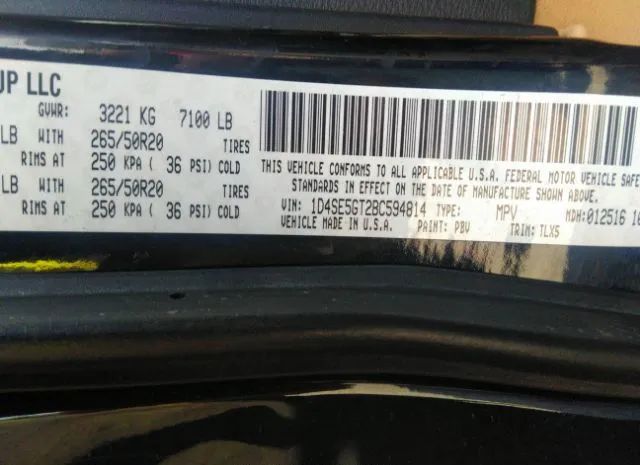 UP LLC
GVWR: 3221 KG 7100 LB
LB WITH 265/50R20 TIRES
RIMS AT 250 KPA ( 36 PSI) COLD
LB WITH 265/50R20 TIRES
RIMS AT 250 KPA ( 36 PSI) COLD
THIS VEHICLE CONFORMS TO ALL APPLICABLE U.S.A. FEDERAL MOTOR VEHICLE SAFE
STANDARDS IN EFFECT ON THE DATE OF MANUFACTURE SHOWN ABOVE.
VIN: 1D4SE5GT2BC594814 TYPE: MPV MDH:012516
VEHICLE MADE IN U.S.A. PAINT: PBV TRIM: TLX5